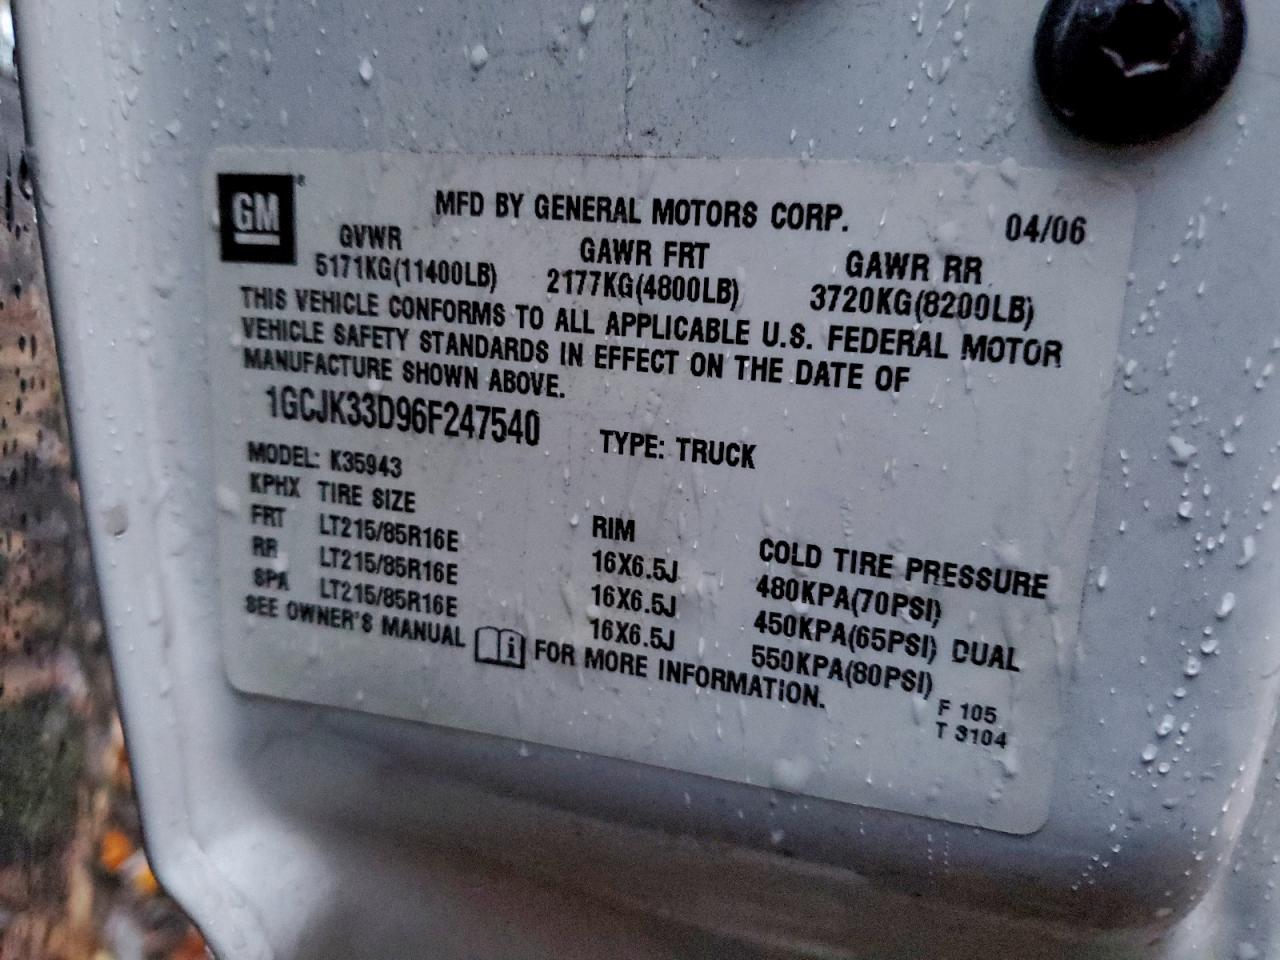 GM
MFD BY GENERAL MOTORS CORP. 04/06
GVWR GAWR FRT GAWR RR
5171KG(11400LB) 2177KG(4800LB) 3720KG(8200LB)
THIS VEHICLE CONFORMS TO ALL APPLICABLE U.S. FEDERAL MOTOR
VEHICLE SAFETY STANDARDS IN EFFECT ON THE DATE OF
MANUFACTURE SHOWN ABOVE.
1GCJK33D96F247540 TYPE: TRUCK
MODEL: K35943
KPHX TIRE SIZE RIM COLD TIRE PRESSURE
FRT LT215/85R16E 16X6.5J 480KPA(70PSI)
RR LT215/85R16E 16X6.5J 450KPA(65PSI) DUAL
SPA LT215/85R16E 16X6.5J 550KPA(80PSI)
SEE OWNER'S MANUAL i FOR MORE INFORMATION.
F 105
T 3104